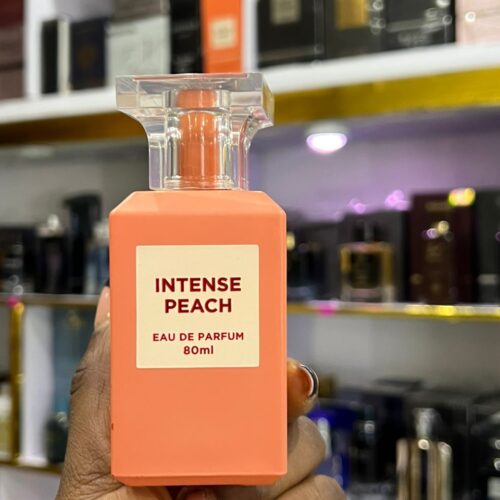 INTENSE
PEACH
EAU DE PARFUM
80ml